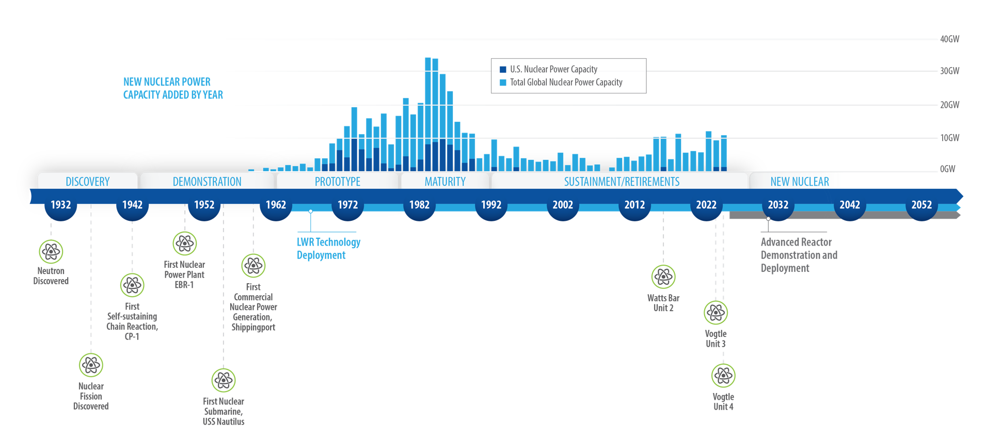 40GW
30GW
20GW
10GW
0GW
U.S. Nuclear Power Capacity
Total Global Nuclear Power Capacity
NEW NUCLEAR POWER
CAPACITY ADDED BY YEAR
DISCOVERY
DEMONSTRATION
PROTOTYPE
MATURITY
SUSTAINMENT/RETIREMENTS
NEW NUCLEAR
1932
1942
1952
1962
1972
1982
1992
2002
2012
2022
2032
2042
2052
Neutron
Discovered
Nuclear
Fission
Discovered
First
Self-sustaining
Chain Reaction,
CP-1
First Nuclear
Power Plant
EBR-1
First Nuclear
Submarine,
USS Nautilus
First
Commercial
Nuclear Power
Generation,
Shippingport
LWR Technology
Deployment
Watts Bar
Unit 2
Vogtle
Unit 3
Vogtle
Unit 4
Advanced Reactor
Demonstration and
Deployment